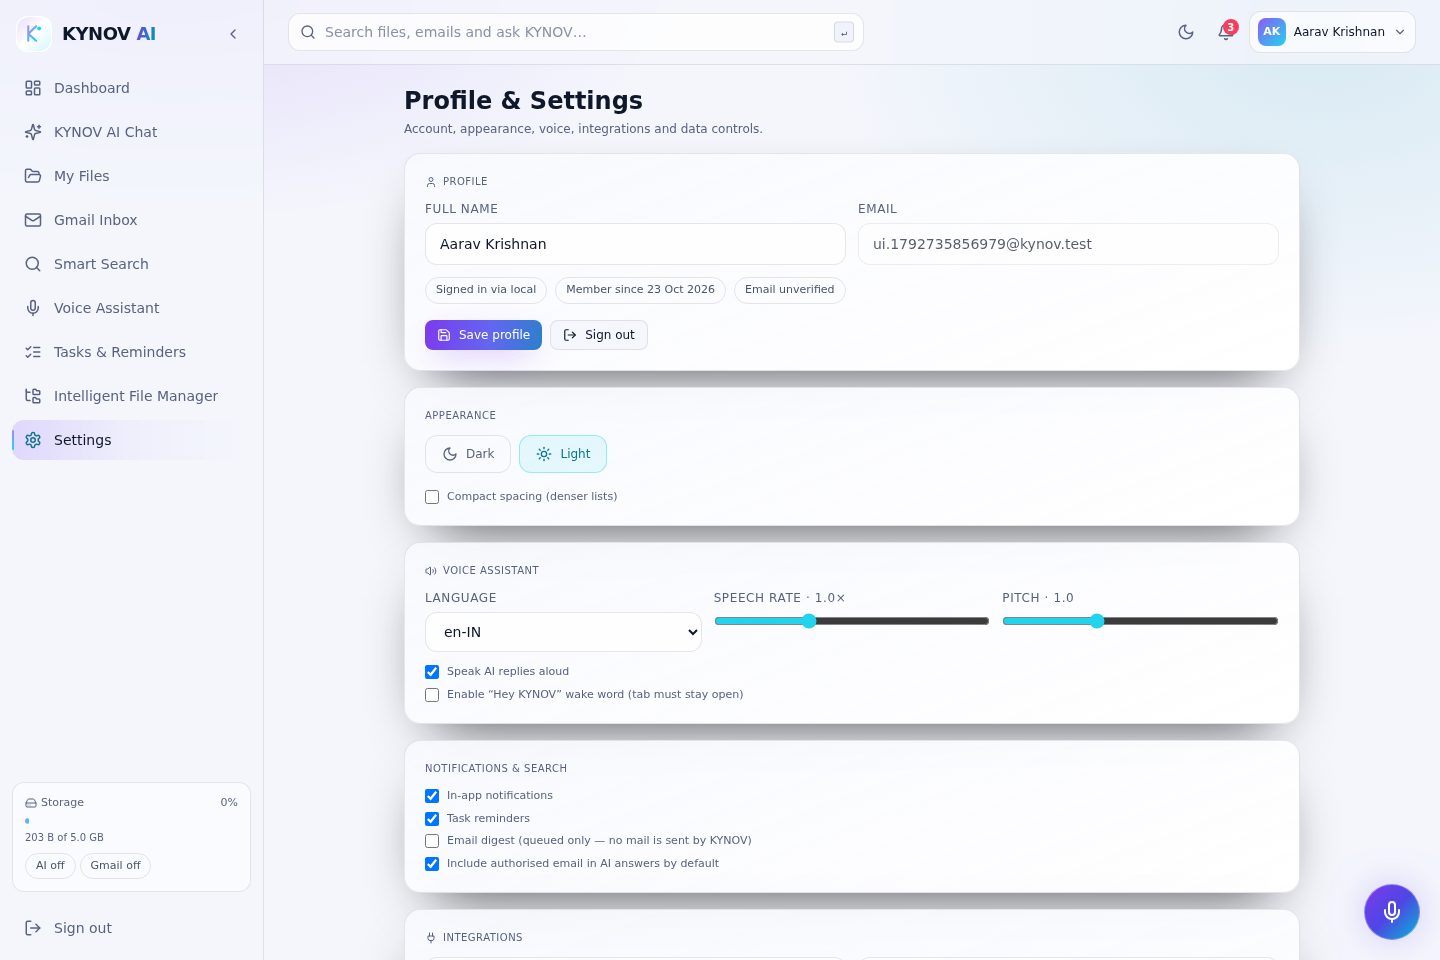 KYNOV AI
Dashboard
KYNOV AI Chat
My Files
Gmail Inbox
Smart Search
Voice Assistant
Tasks & Reminders
Intelligent File Manager
Settings
Storage 0%
203 B of 5.0 GB
AI off Gmail off
Sign out
Search files, emails and ask KYNOV… ↵
3
AK Aarav Krishnan
Profile & Settings
Account, appearance, voice, integrations and data controls.
PROFILE
FULL NAME EMAIL
Aarav Krishnan ui.1792735856979@kynov.test
Signed in via local Member since 23 Oct 2026 Email unverified
Save profile Sign out
APPEARANCE
Dark Light
Compact spacing (denser lists)
VOICE ASSISTANT
LANGUAGE SPEECH RATE · 1.0× PITCH · 1.0
en-IN
Speak AI replies aloud
Enable “Hey KYNOV” wake word (tab must stay open)
NOTIFICATIONS & SEARCH
In-app notifications
Task reminders
Email digest (queued only — no mail is sent by KYNOV)
Include authorised email in AI answers by default
INTEGRATIONS